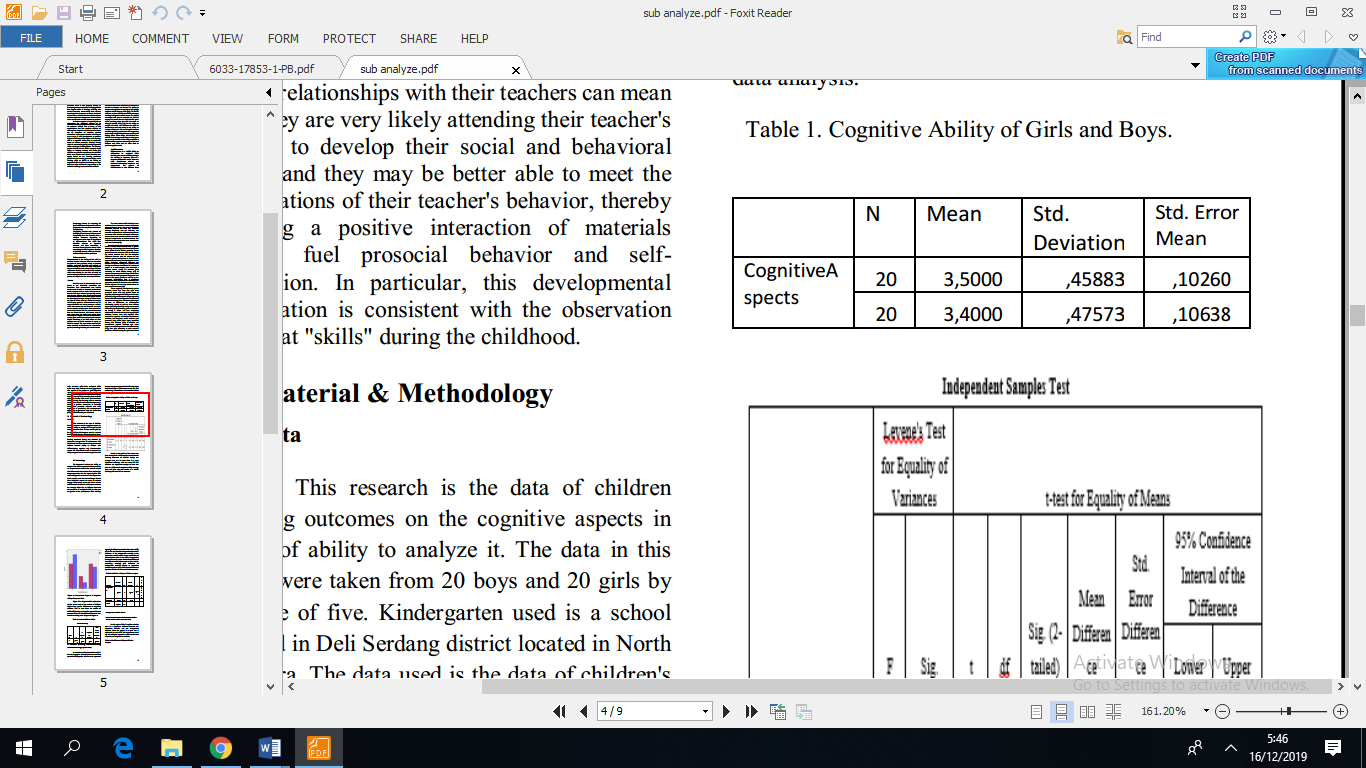 sub analyze.pdf - Foxit Reader
FILE HOME COMMENT VIEW FORM PROTECT SHARE HELP
Find
Start 6033-17853-1-PB.pdf sub analyze.pdf
Create PDF
from scanned documents
Pages
2
3
4
5
relationships with their teachers can mean
ey are very likely attending their teacher's
to develop their social and behavioral
and they may be better able to meet the
ations of their teacher's behavior, thereby
g a positive interaction of materials
fuel prosocial behavior and self-
ion. In particular, this developmental
ation is consistent with the observation
at "skills" during the childhood.
aterial & Methodology
ta
This research is the data of children
g outcomes on the cognitive aspects in
of ability to analyze it. The data in this
were taken from 20 boys and 20 girls by
e of five. Kindergarten used is a school
l in Deli Serdang district located in North
ra. The data used is the data of children's
data analysis.
Table 1. Cognitive Ability of Girls and Boys.
N Mean Std. Deviation Std. Error Mean
CognitiveA
spects
20 3,5000 ,45883 ,10260
20 3,4000 ,47573 ,10638
Independent Samples Test
Levene's Test
for Equality of
Variances
t-test for Equality of Means
95% Confidence
Interval of the
Difference
Std.
Error
Differen
ce
Mean
Differen
ce
Sig. (2-
tailed)
F Sig. t df Lower Upper
Activate Windows
Go to Settings to activate Windows.
4 / 9
161.20%
5:46
16/12/2019